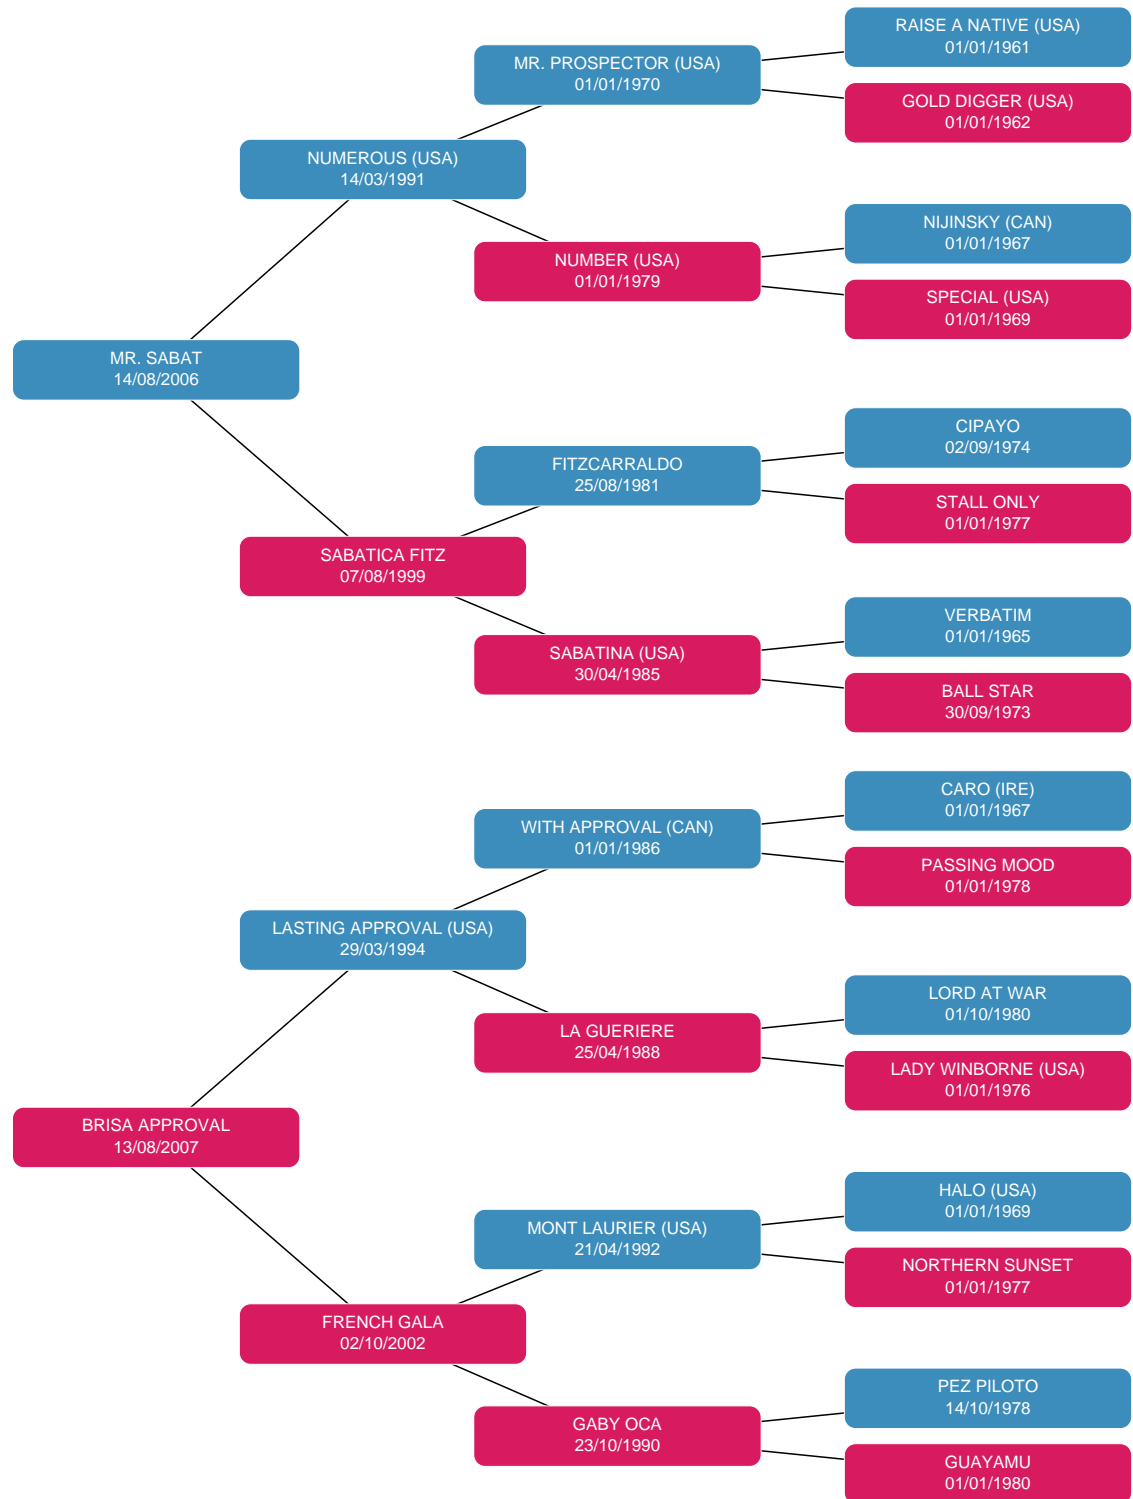 RAISE A NATIVE (USA)
01/01/1961
MR. PROSPECTOR (USA)
01/01/1970
GOLD DIGGER (USA)
01/01/1962
NUMEROUS (USA)
14/03/1991
NIJINSKY (CAN)
01/01/1967
NUMBER (USA)
01/01/1979
SPECIAL (USA)
01/01/1969
MR. SABAT
14/08/2006
CIPAYO
02/09/1974
FITZCARRALDO
25/08/1981
STALL ONLY
01/01/1977
SABATICA FITZ
07/08/1999
VERBATIM
01/01/1965
SABATINA (USA)
30/04/1985
BALL STAR
30/09/1973
CARO (IRE)
01/01/1967
WITH APPROVAL (CAN)
01/01/1986
PASSING MOOD
01/01/1978
LASTING APPROVAL (USA)
29/03/1994
LORD AT WAR
01/10/1980
LA GUERIERE
25/04/1988
LADY WINBORNE (USA)
01/01/1976
BRISA APPROVAL
13/08/2007
HALO (USA)
01/01/1969
MONT LAURIER (USA)
21/04/1992
NORTHERN SUNSET
01/01/1977
FRENCH GALA
02/10/2002
PEZ PILOTO
14/10/1978
GABY OCA
23/10/1990
GUAYAMU
01/01/1980